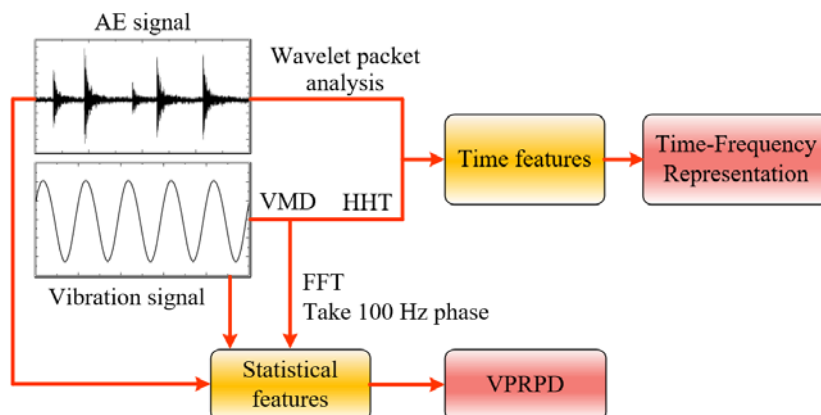 AE signal
Wavelet packet
analysis
Time features
Time-Frequency
Representation
VMD
HHT
Vibration signal
FFT
Take 100 Hz phase
Statistical
features
VPRPD